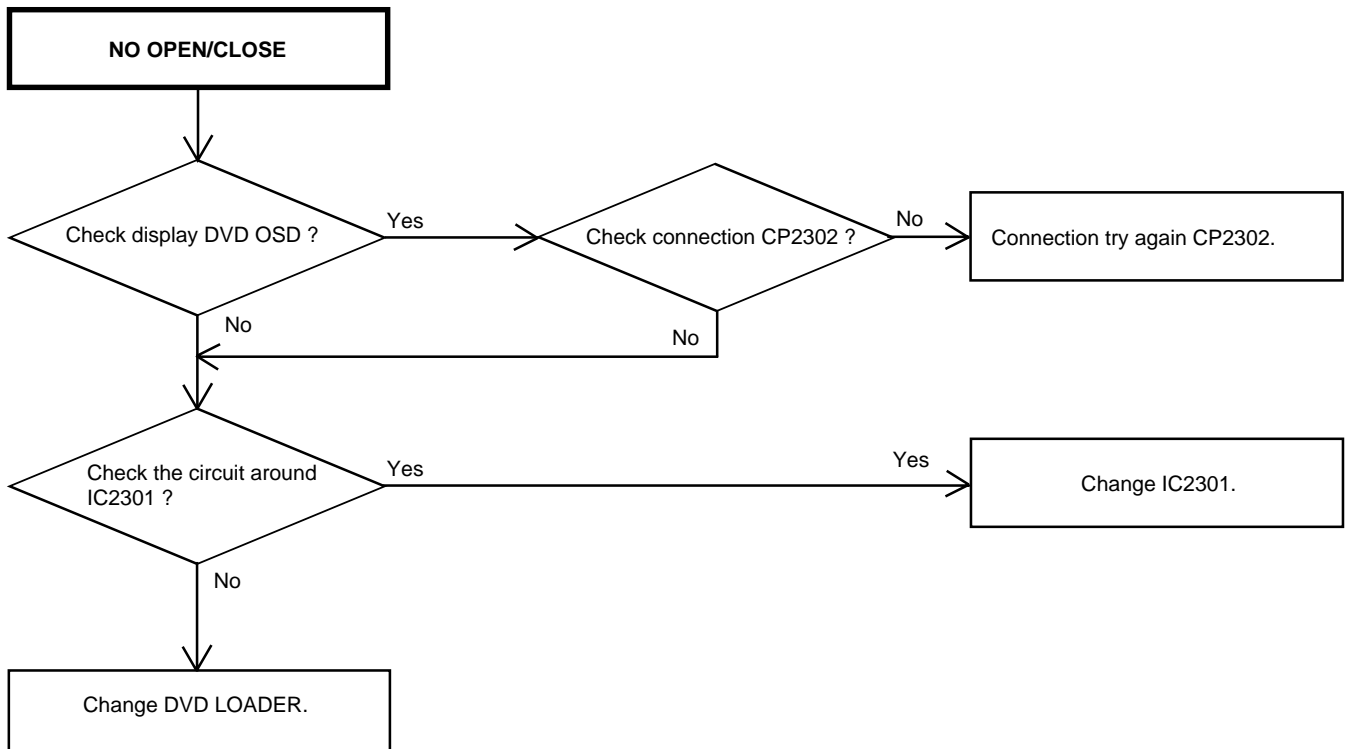 NO OPEN/CLOSE
Check display DVD OSD ?
Yes
Check connection CP2302 ?
No
Connection try again CP2302.
No
No
Check the circuit around
IC2301 ?
Yes
Yes
Change IC2301.
No
Change DVD LOADER.